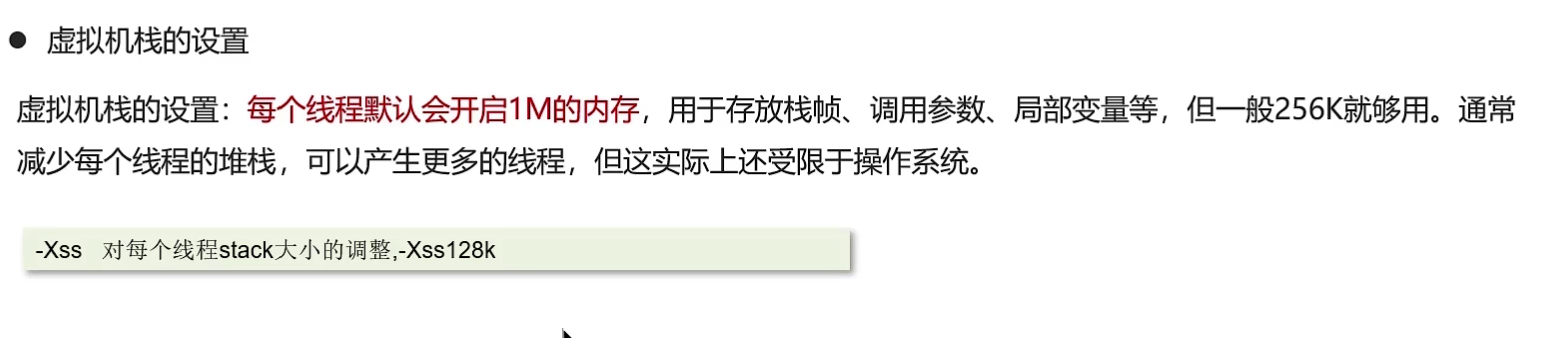 ● 虚拟机栈的设置
虚拟机栈的设置：每个线程默认会开启1M的内存，用于存放栈帧、调用参数、局部变量等，但一般256K就够用。通常
减少每个线程的堆栈，可以产生更多的线程，但这实际上还受限于操作系统。
-Xss 对每个线程stack大小的调整,-Xss128k